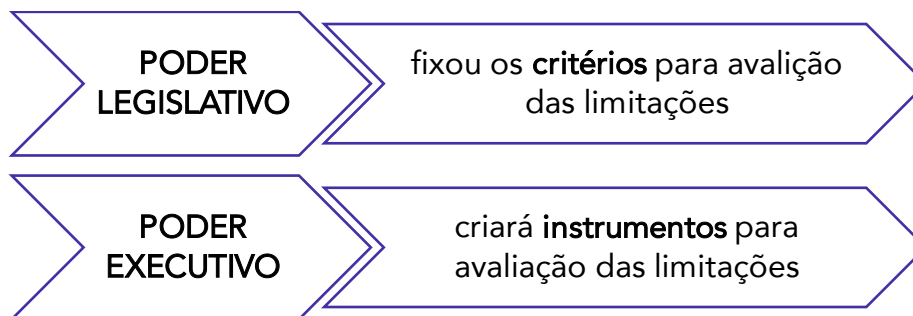 PODER
LEGISLATIVO
fixou os critérios para avalição
das limitações
PODER
EXECUTIVO
criará instrumentos para
avaliação das limitações